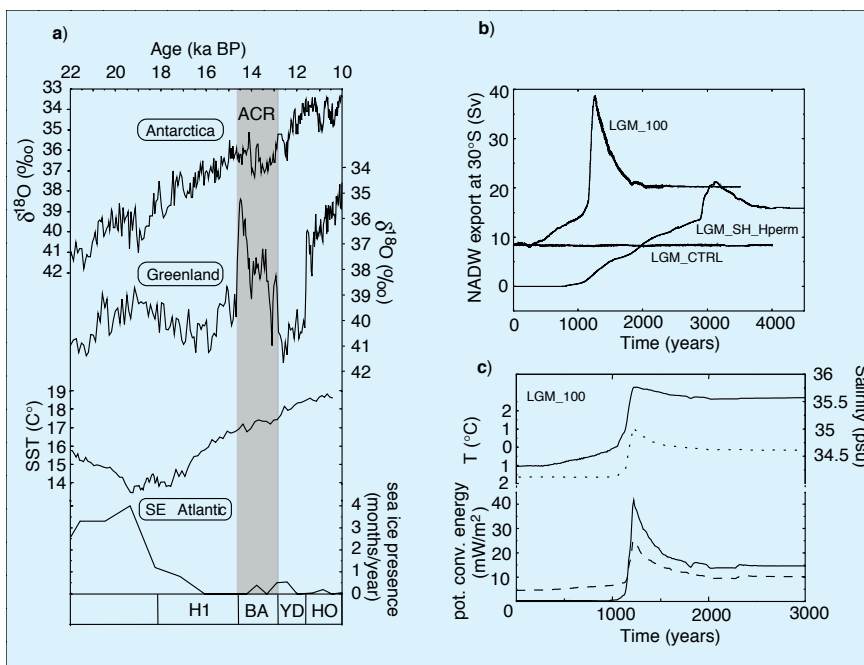 a)
Age (ka BP)
22 20 18 16 14 12 10
33
34
35
36
37
38
39
40
41
42
δ18O (‰)
ACR
Antarctica
Greenland
34
35
36
37
38
39
40
41
42
δ18O (‰)
19
18
17
16
15
14
SST (C°)
SE Atlantic
4
3
2
1
0
sea ice presence
(months/year)
H1 BA YD HO
b)
40
30
20
10
0
NADW export at 30°S (Sv)
LGM_100
LGM_SH_Hperm
LGM_CTRL
0 1000 2000 3000 4000
Time (years)
c)
LGM_100
2
1
0
1
2
T (°C)
36
35.5
35
34.5
Salinity (psu)
40
30
20
10
pot. conv. energy
(mW/m²)
0 1000 2000 3000
Time (years)